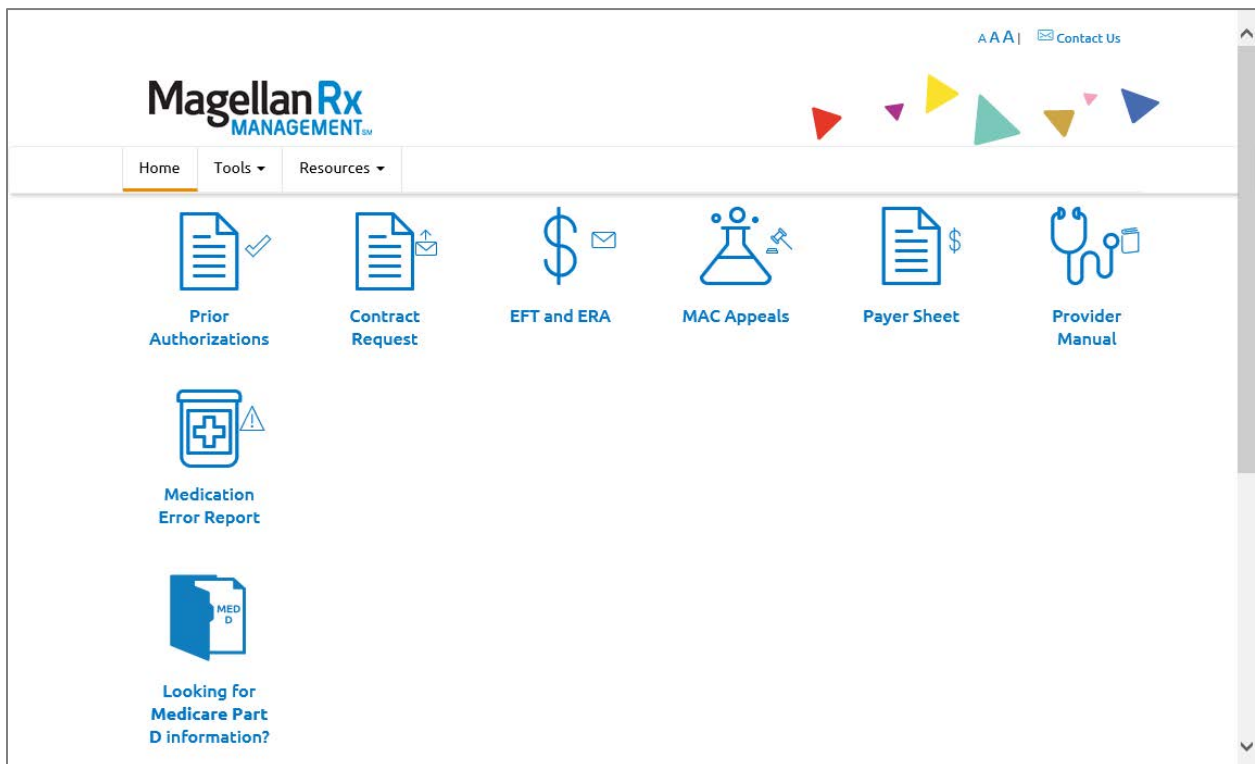 A A A | Contact Us
Magellan Rx
MANAGEMENT SM
Home Tools Resources
Prior
Authorizations
Contract
Request
EFT and ERA
MAC Appeals
Payer Sheet
Provider
Manual
Medication
Error Report
MED
D
Looking for
Medicare Part
D information?